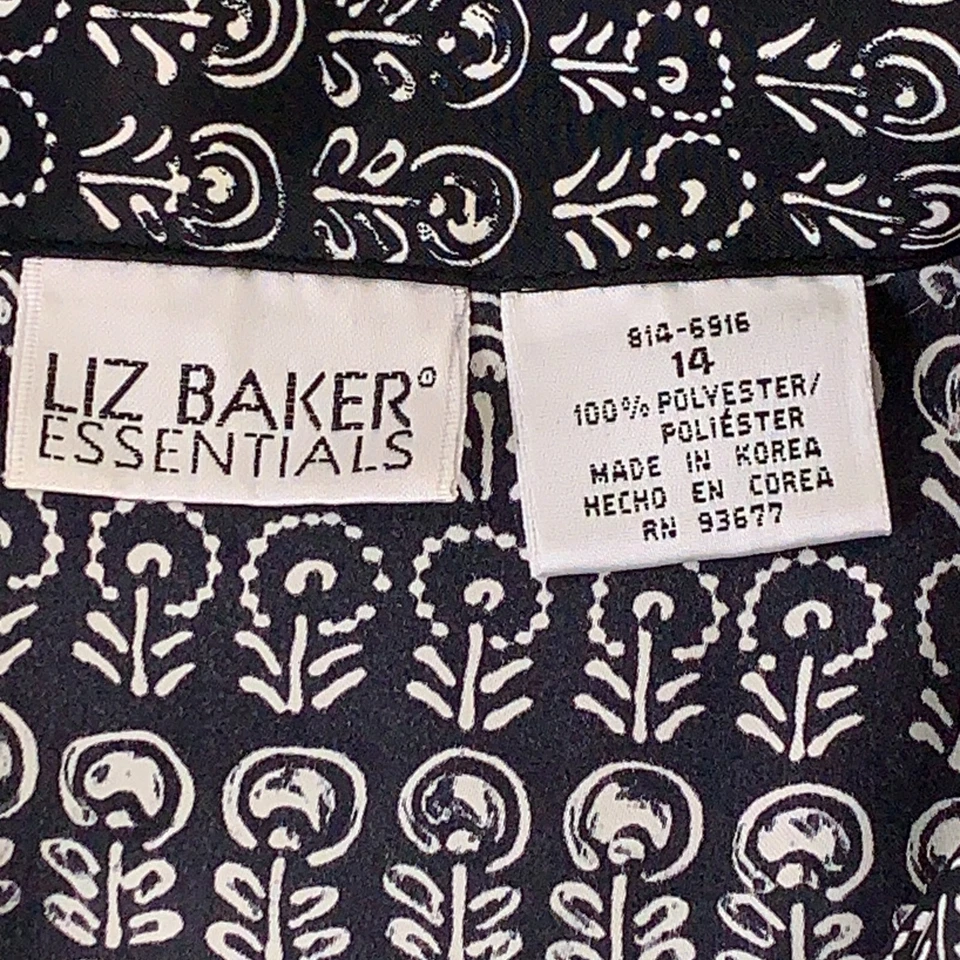 LIZ BAKER®
ESSENTIALS
814-6916
14
100% POLYESTER/
POLIÉSTER
MADE IN KOREA
HECHO EN COREA
RN 93677